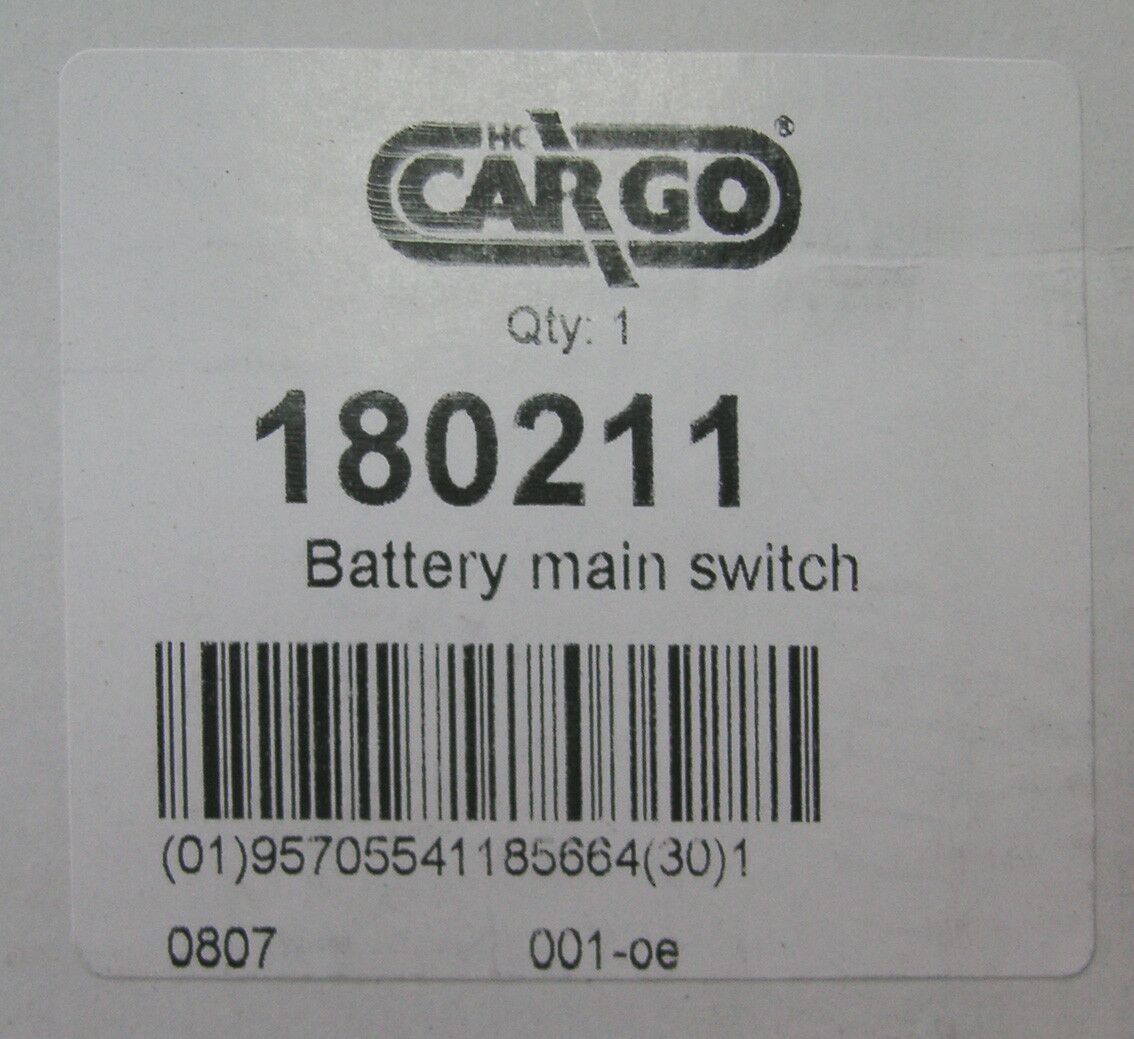 HC
CARGO®
Qty: 1
180211
Battery main switch
(01)95705541185664(30)1
0807 001-oe